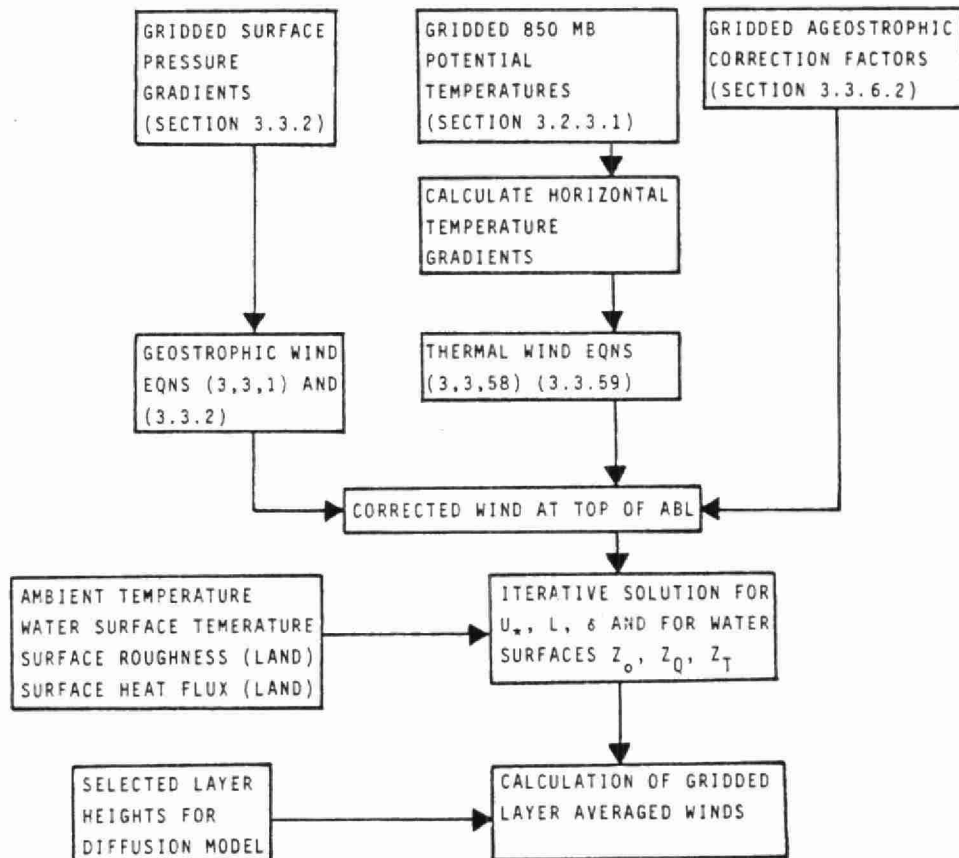 GRIDDED SURFACE
PRESSURE
GRADIENTS
(SECTION 3.3.2)
GRIDDED 850 MB
POTENTIAL
TEMPERATURES
(SECTION 3.2.3.1)
GRIDDED AGEOSTROPHIC
CORRECTION FACTORS
(SECTION 3.3.6.2)
CALCULATE HORIZONTAL
TEMPERATURE
GRADIENTS
GEOSTROPHIC WIND
EQNS (3,3,1) AND
(3.3.2)
THERMAL WIND EQNS
(3,3,58) (3.3.59)
CORRECTED WIND AT TOP OF ABL
AMBIENT TEMPERATURE
WATER SURFACE TEMERATURE
SURFACE ROUGHNESS (LAND)
SURFACE HEAT FLUX (LAND)
ITERATIVE SOLUTION FOR
U*, L, δ AND FOR WATER
SURFACES Zo, ZQ, ZT
SELECTED LAYER
HEIGHTS FOR
DIFFUSION MODEL
CALCULATION OF GRIDDED
LAYER AVERAGED WINDS